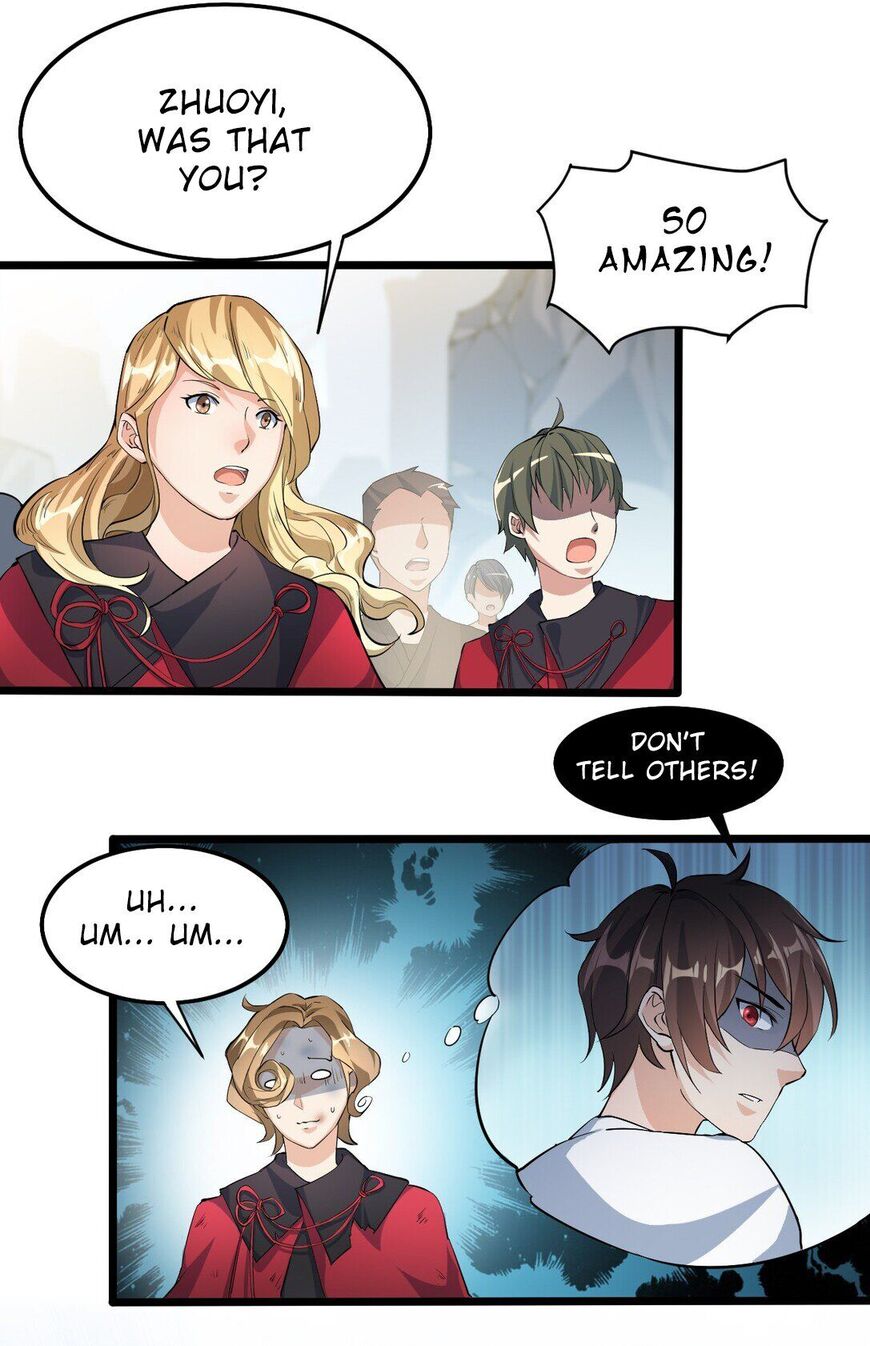 ZHUOYI,
WAS THAT
YOU?
SO
AMAZING!
DON'T
TELL OTHERS!
UH...
UM... UM...